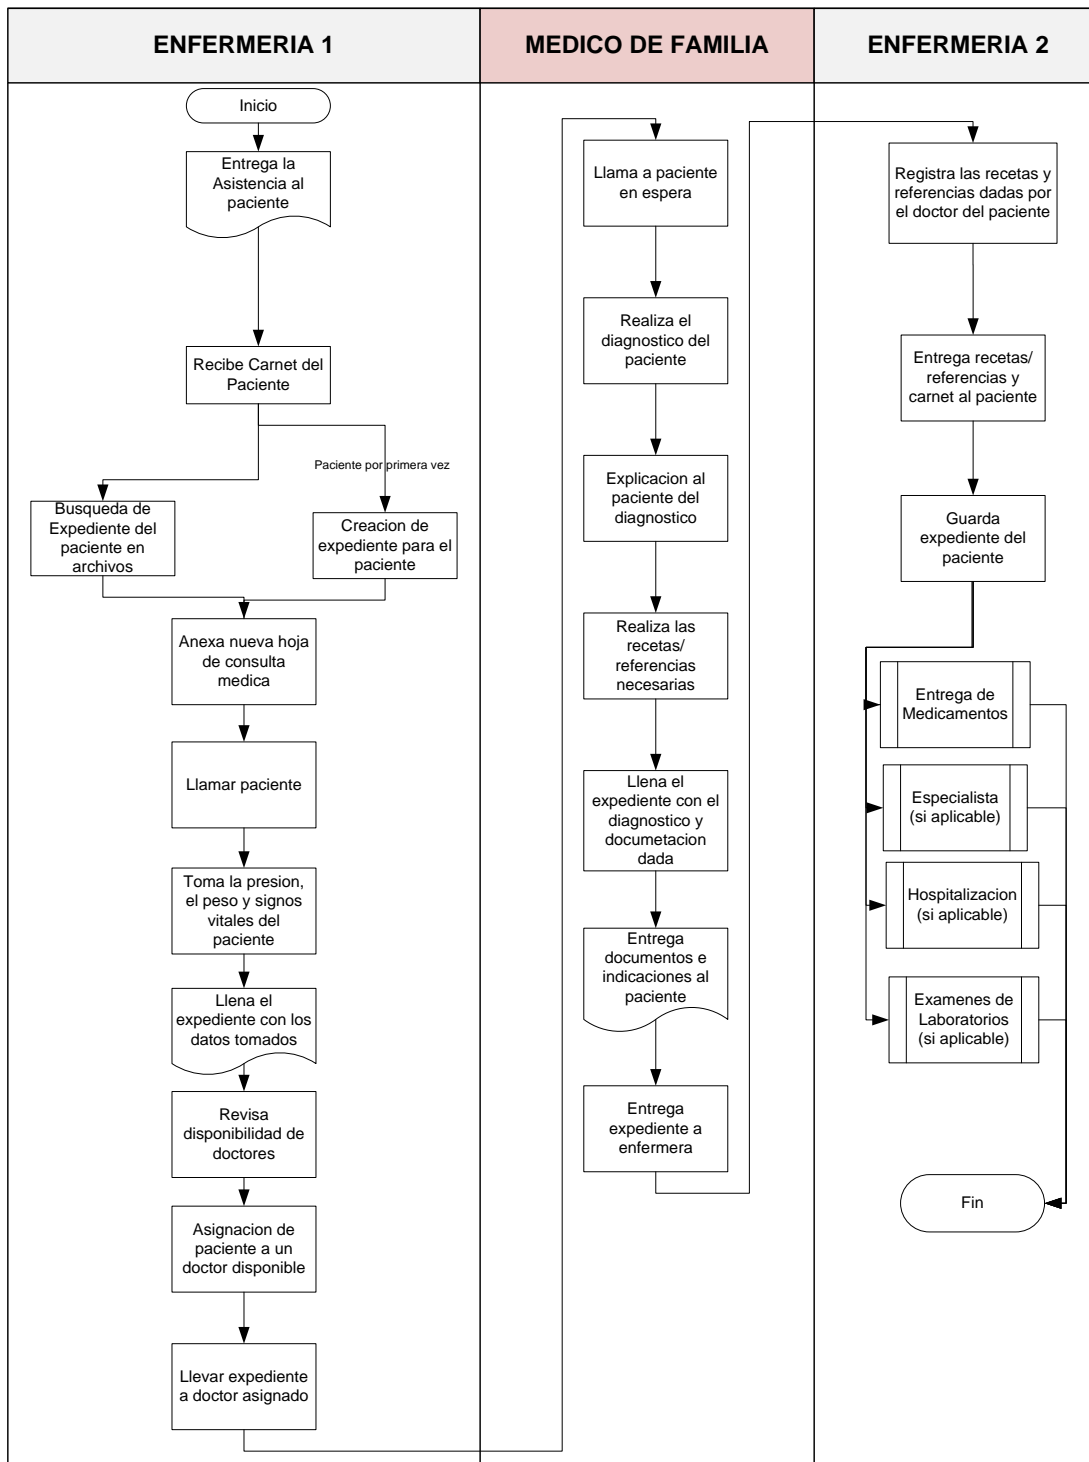 ENFERMERIA 1
MEDICO DE FAMILIA
ENFERMERIA 2
Inicio
Entrega la
Asistencia al
paciente
Recibe Carnet del
Paciente
Paciente por primera vez
Busqueda de
Expediente del
paciente en
archivos
Creacion de
expediente para el
paciente
Anexa nueva hoja
de consulta
medica
Llamar paciente
Toma la presion,
el peso y signos
vitales del
paciente
Llena el
expediente con los
datos tomados
Revisa
disponibilidad de
doctores
Asignacion de
paciente a un
doctor disponible
Llevar expediente
a doctor asignado
Llama a paciente
en espera
Realiza el
diagnostico del
paciente
Explicacion al
paciente del
diagnostico
Realiza las
recetas/
referencias
necesarias
Llena el
expediente con el
diagnostico y
documetacion
dada
Entrega
documentos e
indicaciones al
paciente
Entrega
expediente a
enfermera
Registra las recetas y
referencias dadas por
el doctor del paciente
Entrega recetas/
referencias y
carnet al paciente
Guarda
expediente del
paciente
Entrega de
Medicamentos
Especialista
(si aplicable)
Hospitalizacion
(si aplicable)
Examenes de
Laboratorios
(si aplicable)
Fin